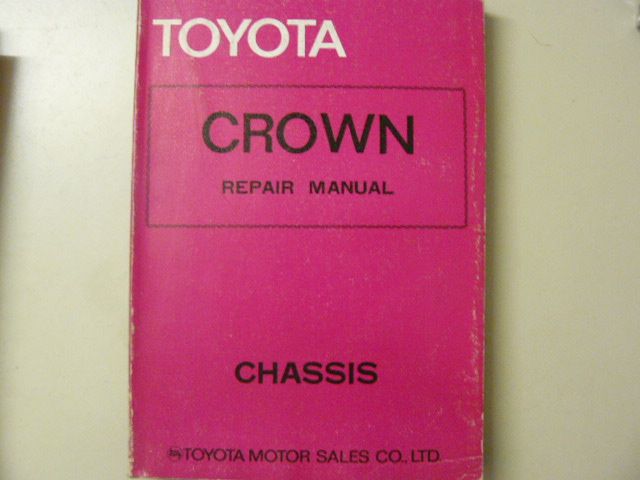 TOYOTA
CROWN
REPAIR MANUAL
CHASSIS
TOYOTA MOTOR SALES CO., LTD.